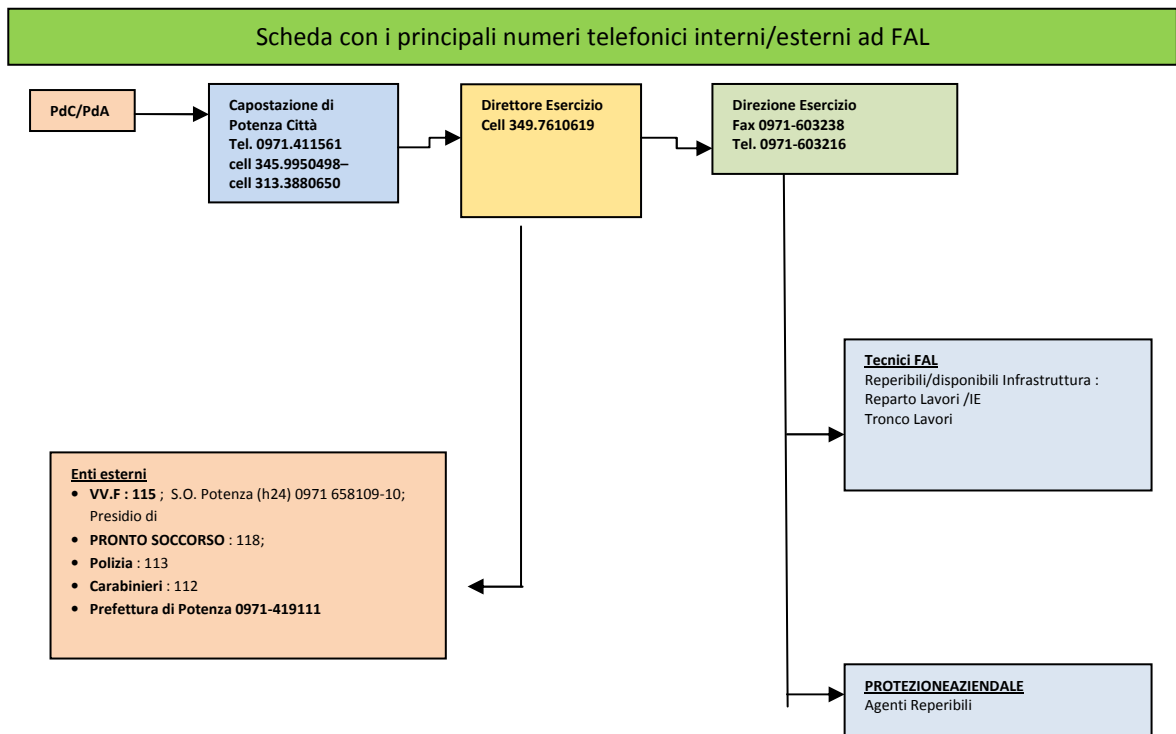 Scheda con i principali numeri telefonici interni/esterni ad FAL
PdC/PdA
Capostazione di
Potenza Città
Tel. 0971.411561
cell 345.9950498–
cell 313.3880650
Direttore Esercizio
Cell 349.7610619
Direzione Esercizio
Fax 0971-603238
Tel. 0971-603216
Tecnici FAL
Reperibili/disponibili Infrastruttura :
Reparto Lavori /IE
Tronco Lavori
Enti esterni
• VV.F : 115 ; S.O. Potenza (h24) 0971 658109-10;
Presidio di
• PRONTO SOCCORSO : 118;
• Polizia : 113
• Carabinieri : 112
• Prefettura di Potenza 0971-419111
PROTEZIONEAZIENDALE
Agenti Reperibili